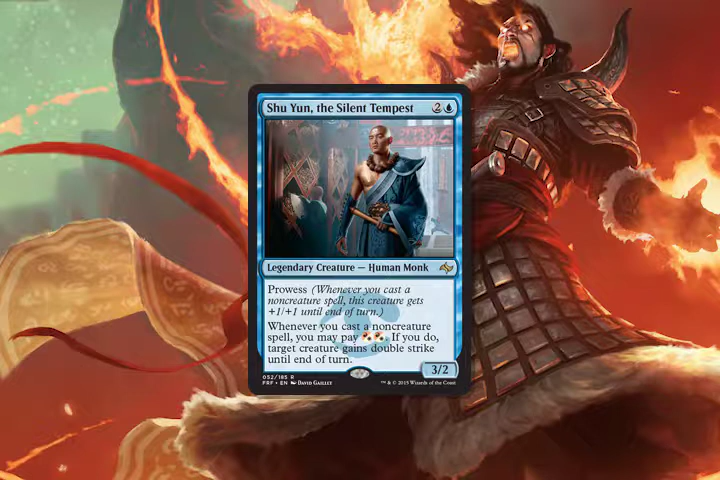 Shu Yun, the Silent Tempest 2
Legendary Creature — Human Monk
Prowess (Whenever you cast a
noncreature spell, this creature gets
+1/+1 until end of turn.)
Whenever you cast a noncreature
spell, you may pay . If you do,
target creature gains double strike
until end of turn.
3/2
052/185 R
FRF • EN DAVID GAILLET
™ & © 2015 Wizards of the Coast